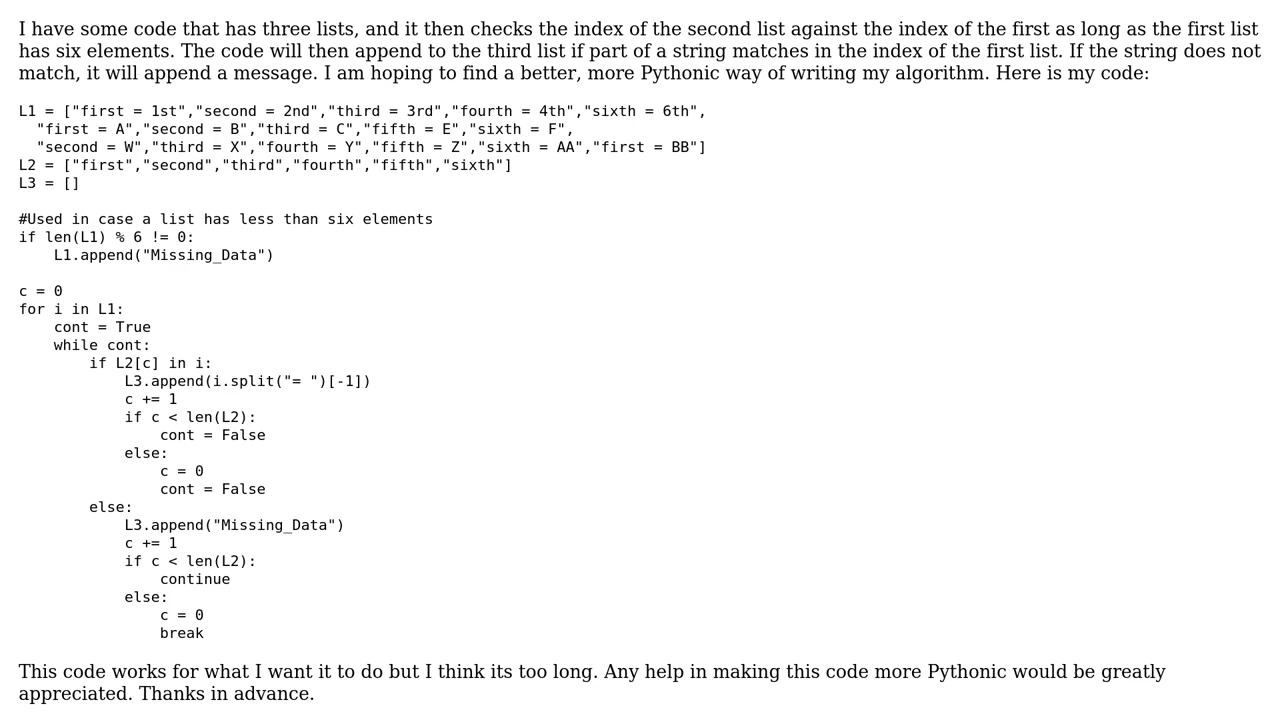 I have some code that has three lists, and it then checks the index of the second list against the index of the first as long as the first list
has six elements. The code will then append to the third list if part of a string matches in the index of the first list. If the string does not
match, it will append a message. I am hoping to find a better, more Pythonic way of writing my algorithm. Here is my code:
L1 = ["first = 1st","second = 2nd","third = 3rd","fourth = 4th","sixth = 6th",
  "first = A","second = B","third = C","fifth = E","sixth = F",
  "second = W","third = X","fourth = Y","fifth = Z","sixth = AA","first = BB"]
L2 = ["first","second","third","fourth","fifth","sixth"]
L3 = []

#Used in case a list has less than six elements
if len(L1) % 6 != 0:
    L1.append("Missing_Data")

c = 0
for i in L1:
    cont = True
    while cont:
        if L2[c] in i:
            L3.append(i.split("= ")[-1])
            c += 1
            if c < len(L2):
                cont = False
            else:
                c = 0
                cont = False
        else:
            L3.append("Missing_Data")
            c += 1
            if c < len(L2):
                continue
            else:
                c = 0
                break
This code works for what I want it to do but I think its too long. Any help in making this code more Pythonic would be greatly
appreciated. Thanks in advance.